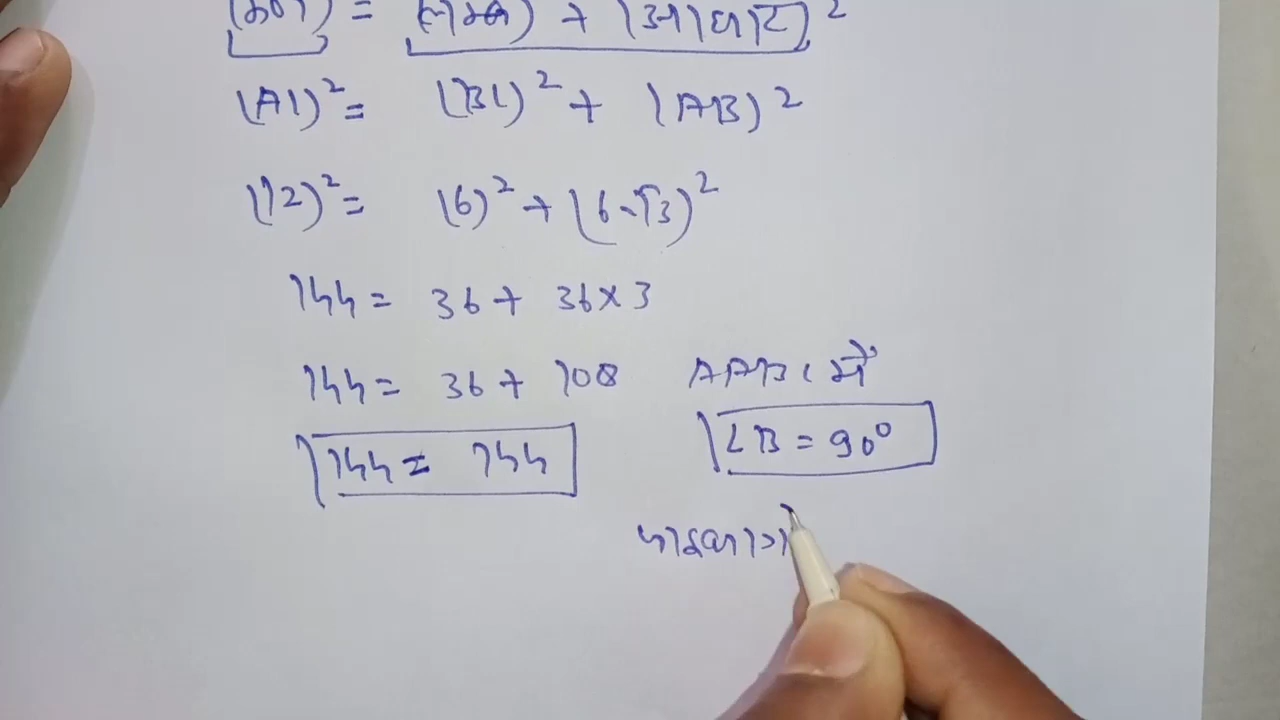 (कर्ण)² = (लम्ब)² + (आधार)²
(AC)² = (BC)² + (AB)²
(12)² = (6)² + (6√3)²
144 = 36 + 36×3
144 = 36 + 108
144 = 144
△ABC में
∠B = 90°